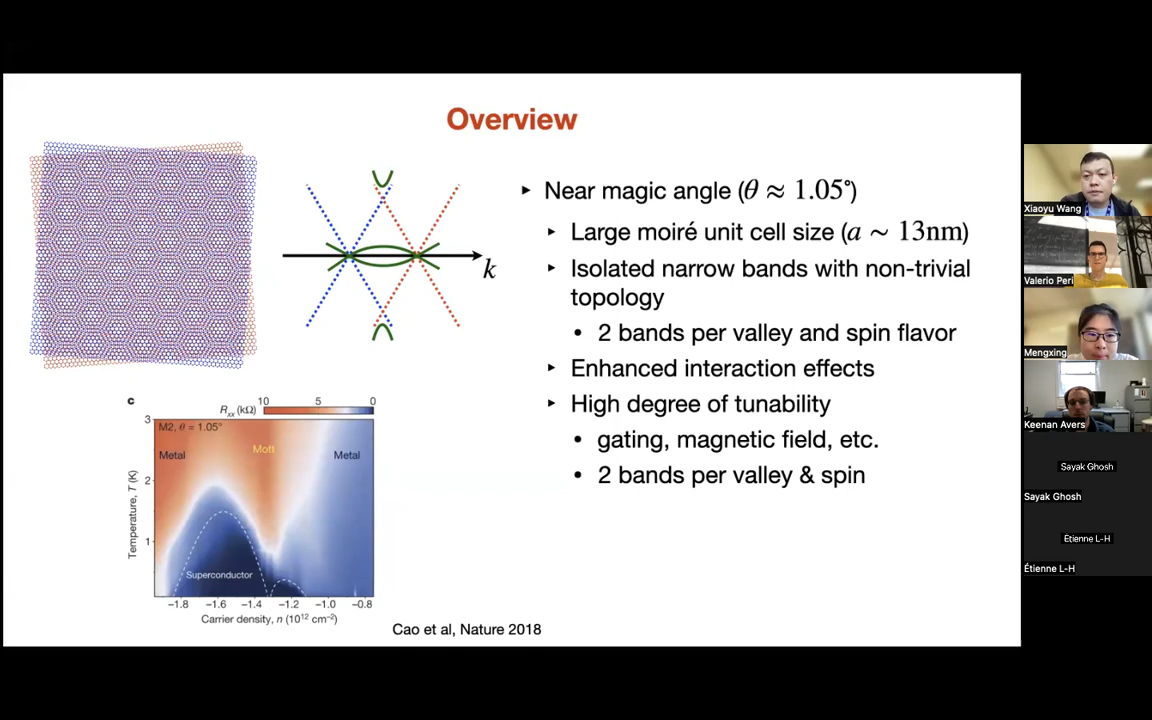 Overview
k
▸ Near magic angle (θ ≈ 1.05°)
▸ Large moiré unit cell size (a ∼ 13nm)
▸ Isolated narrow bands with non-trivial
topology
• 2 bands per valley and spin flavor
▸ Enhanced interaction effects
▸ High degree of tunability
• gating, magnetic field, etc.
• 2 bands per valley & spin
c
Rxx (kΩ)
10 5 0
M2, θ = 1.05°
Metal
Mott
Metal
Superconductor
Temperature, T (K)
3
2
1
−1.8 −1.6 −1.4 −1.2 −1.0 −0.8
Carrier density, n (10¹² cm⁻²)
Cao et al, Nature 2018
Xiaoyu Wang
Valerio Peri
Mengxing
Keenan Avers
Sayak Ghosh
Sayak Ghosh
Étienne L-H
Étienne L-H